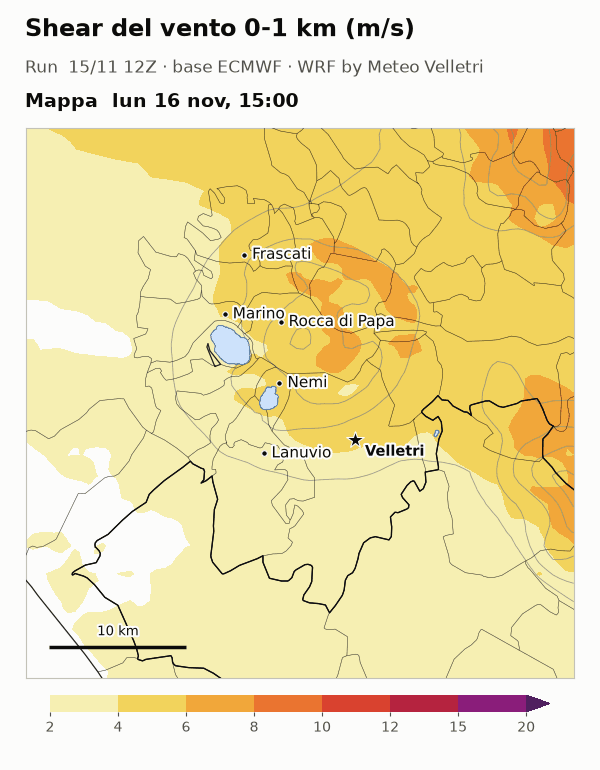 Shear del vento 0-1 km (m/s)
Run  15/11 12Z · base ECMWF · WRF by Meteo Velletri
Mappa  lun 16 nov, 15:00
Frascati
Marino
Rocca di Papa
Nemi
Velletri
Lanuvio
10 km
2 4 6 8 10 12 15 20